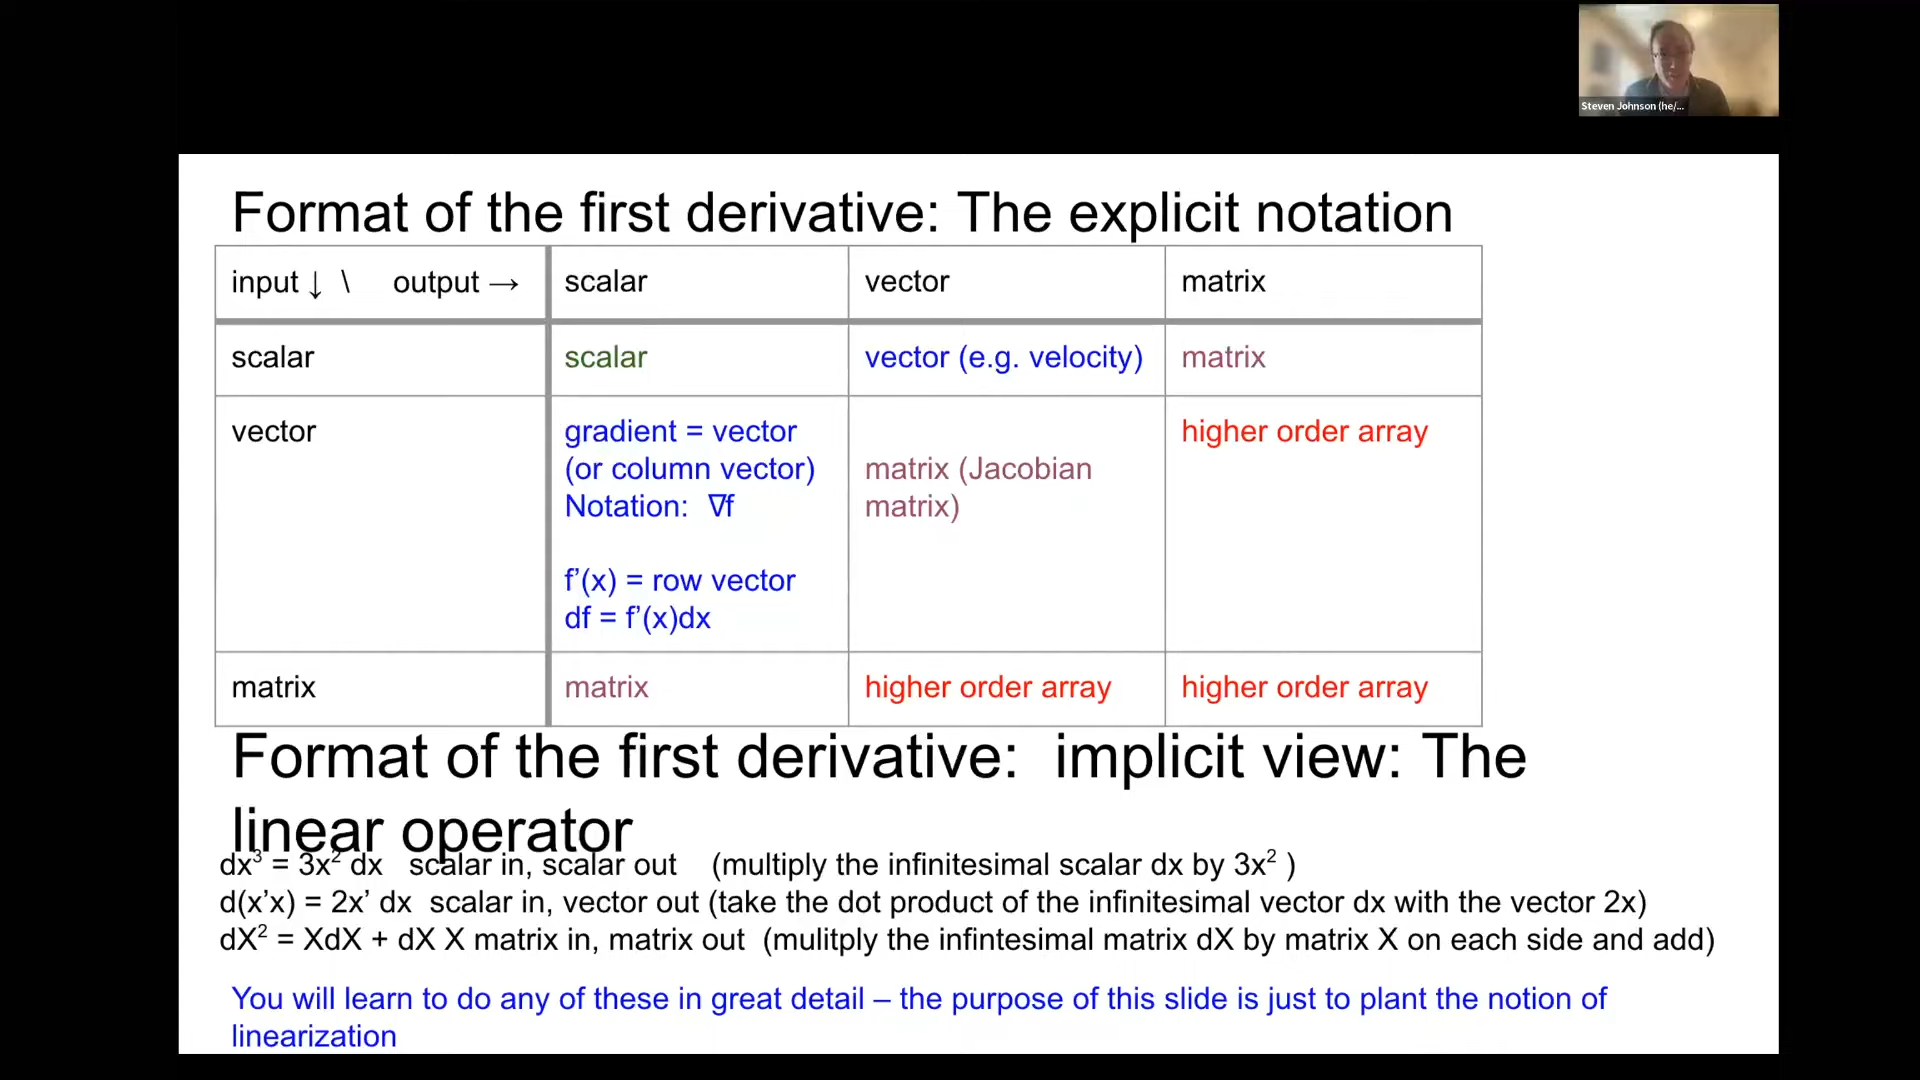 Steven Johnson (he/...
Format of the first derivative: The explicit notation
input ↓ \ output →
scalar
vector
matrix
scalar
scalar
vector (e.g. velocity)
matrix
vector
gradient = vector
(or column vector)
Notation: ∇f
f’(x) = row vector
df = f’(x)dx
matrix (Jacobian
matrix)
higher order array
matrix
matrix
higher order array
higher order array
Format of the first derivative: implicit view: The
linear operator
dx³ = 3x² dx scalar in, scalar out (multiply the infinitesimal scalar dx by 3x² )
d(x’x) = 2x’ dx scalar in, vector out (take the dot product of the infinitesimal vector dx with the vector 2x)
dX² = XdX + dX X matrix in, matrix out (mulitply the infintesimal matrix dX by matrix X on each side and add)
You will learn to do any of these in great detail – the purpose of this slide is just to plant the notion of
linearization